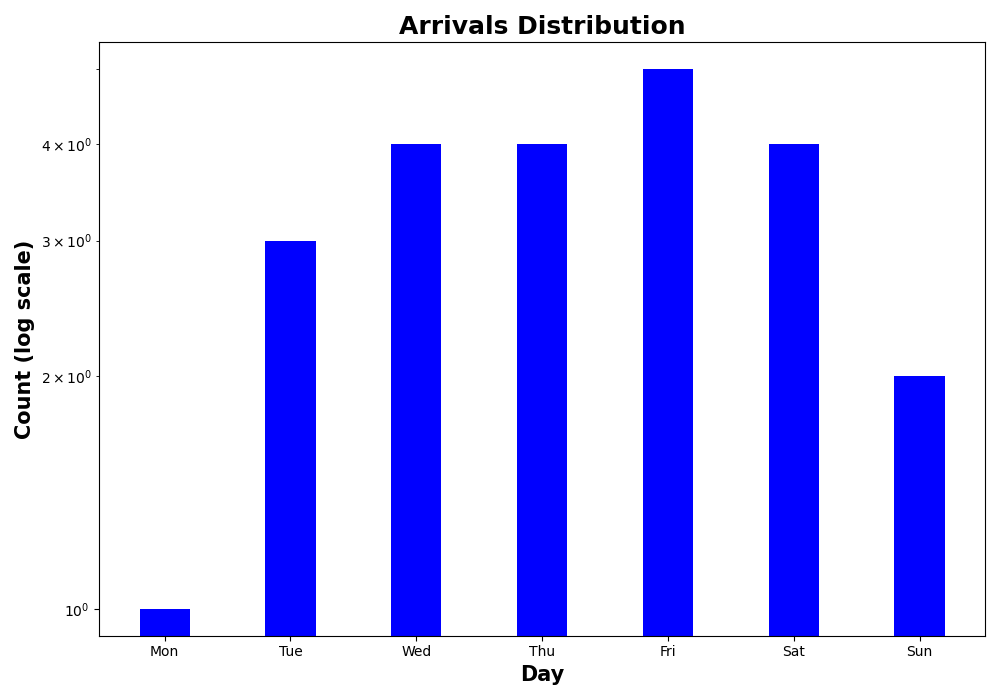 Arrivals Distribution
Count (log scale)
4 × 10⁰
3 × 10⁰
2 × 10⁰
10⁰
Mon Tue Wed Thu Fri Sat Sun
Day